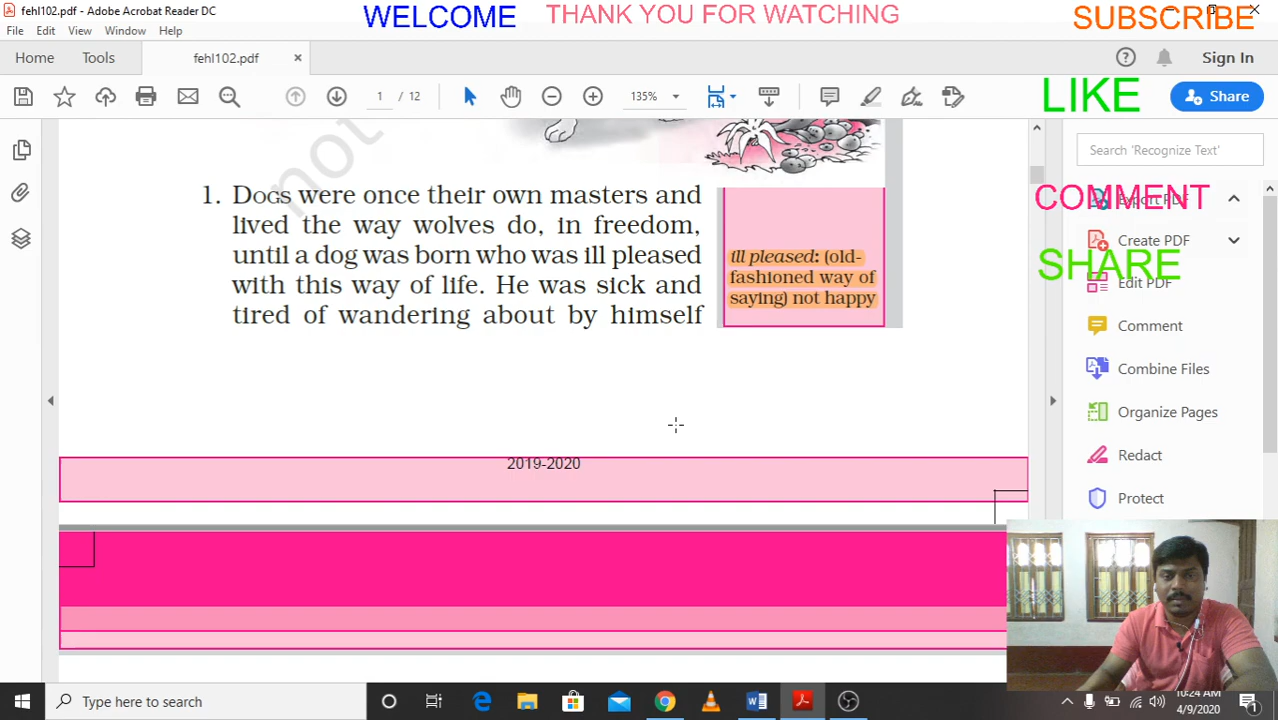 fehl102.pdf - Adobe Acrobat Reader DC
WELCOME
THANK YOU FOR WATCHING
SUBSCRIBE
File Edit View Window Help
Home Tools fehl102.pdf
Sign In
1 / 12
135%
LIKE
Share
not
Search 'Recognize Text'
1. Dogs were once their own masters and
lived the way wolves do, in freedom,
until a dog was born who was ill pleased
with this way of life. He was sick and
tired of wandering about by himself
Ill pleased: (old-
fashioned way of
saying) not happy
COMMENT
Export PDF
Create PDF
SHARE
Edit PDF
Comment
Combine Files
Organize Pages
Redact
Protect
2019-2020
Type here to search
10:24 AM
4/9/2020
1